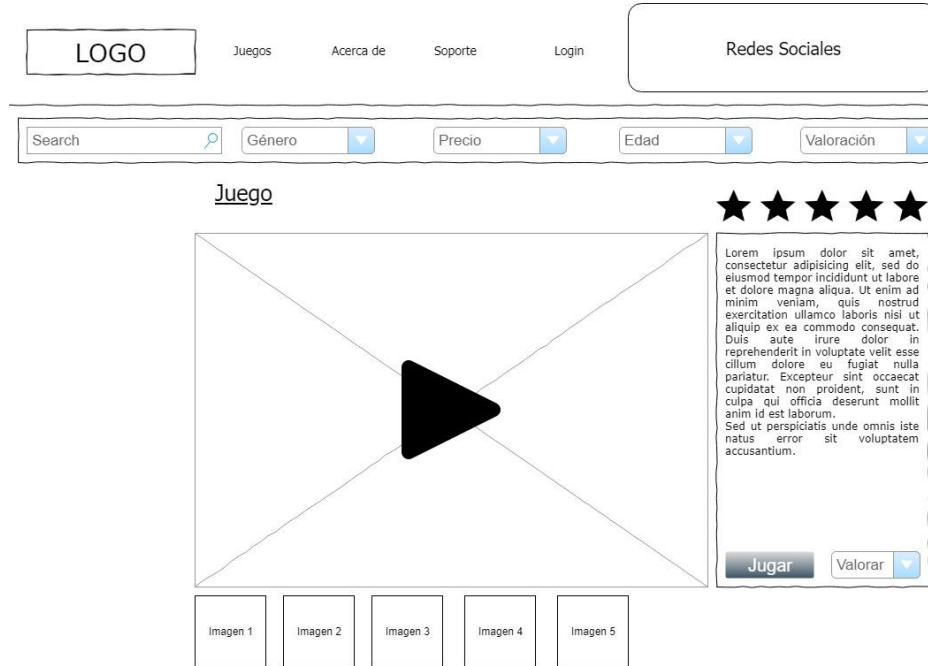 LOGO
Juegos
Acerca de
Soporte
Login
Redes Sociales
Search
Género
Precio
Edad
Valoración
Juego
Lorem ipsum dolor sit amet,
consectetur adipisicing elit, sed do
eiusmod tempor incididunt ut labore
et dolore magna aliqua. Ut enim ad
minim veniam, quis nostrud
exercitation ullamco laboris nisi ut
aliquip ex ea commodo consequat.
Duis aute irure dolor in
reprehenderit in voluptate velit esse
cillum dolore eu fugiat nulla
pariatur. Excepteur sint occaecat
cupidatat non proident, sunt in
culpa qui officia deserunt mollit
anim id est laborum.
Sed ut perspiciatis unde omnis iste
natus error sit voluptatem
accusantium.
Jugar
Valorar
Imagen 1
Imagen 2
Imagen 3
Imagen 4
Imagen 5